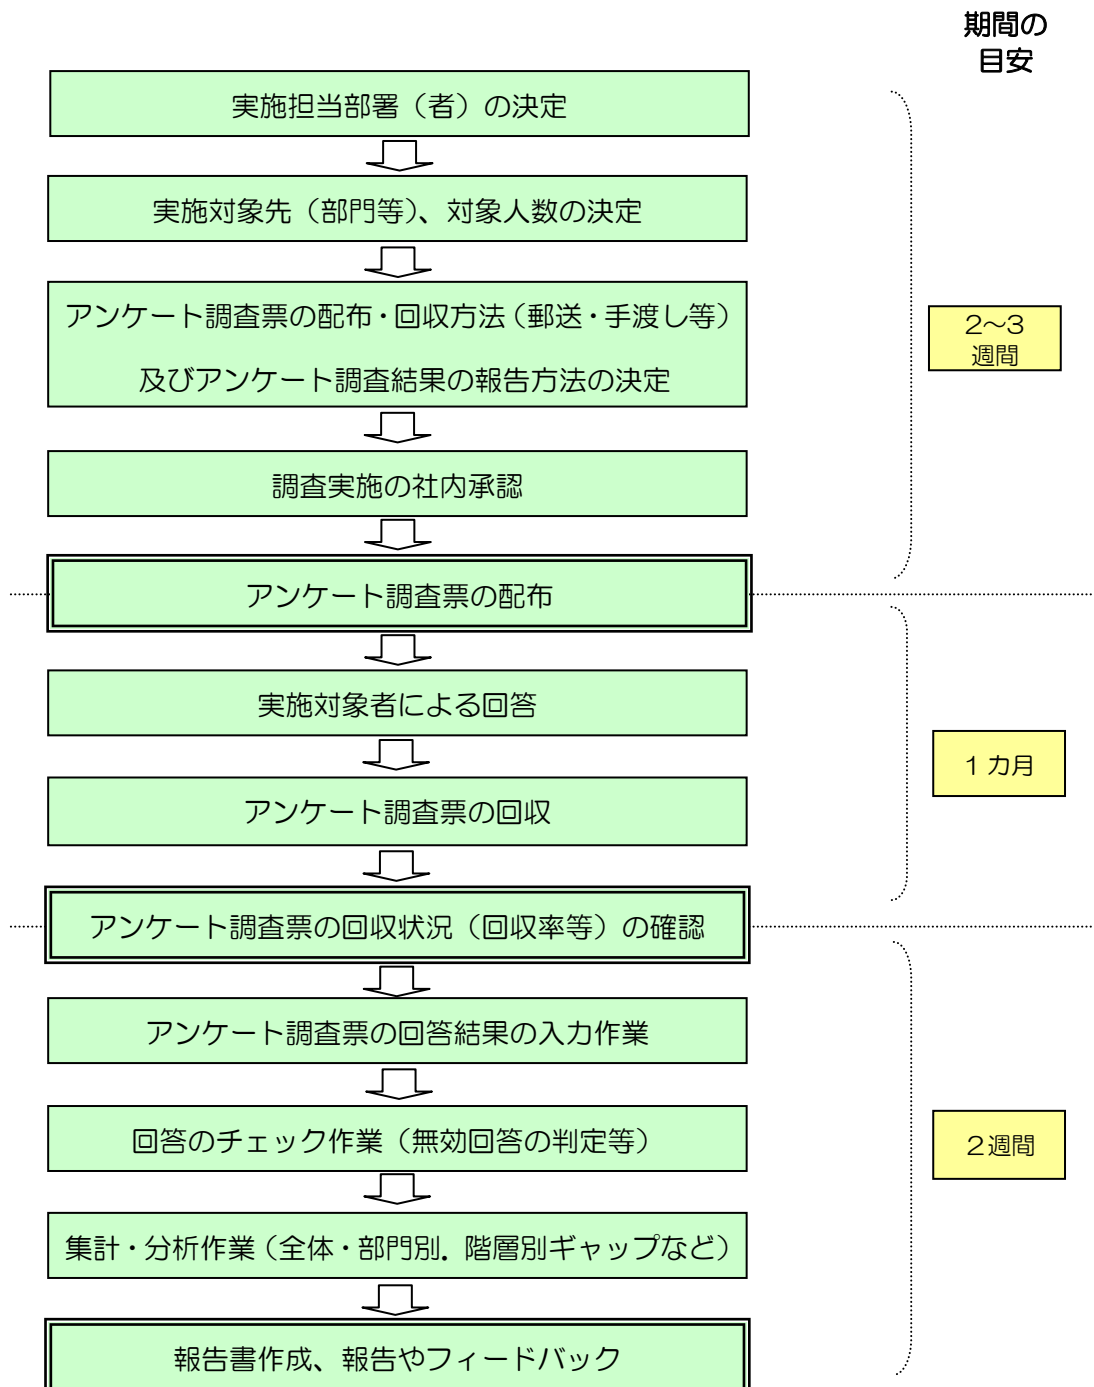 期間の
目安
実施担当部署（者）の決定
実施対象先（部門等）、対象人数の決定
アンケート調査票の配布・回収方法（郵送・手渡し等）
及びアンケート調査結果の報告方法の決定
2～3
週間
調査実施の社内承認
アンケート調査票の配布
実施対象者による回答
1カ月
アンケート調査票の回収
アンケート調査票の回収状況（回収率等）の確認
アンケート調査票の回答結果の入力作業
回答のチェック作業（無効回答の判定等）
2週間
集計・分析作業（全体・部門別．階層別ギャップなど）
報告書作成、報告やフィードバック